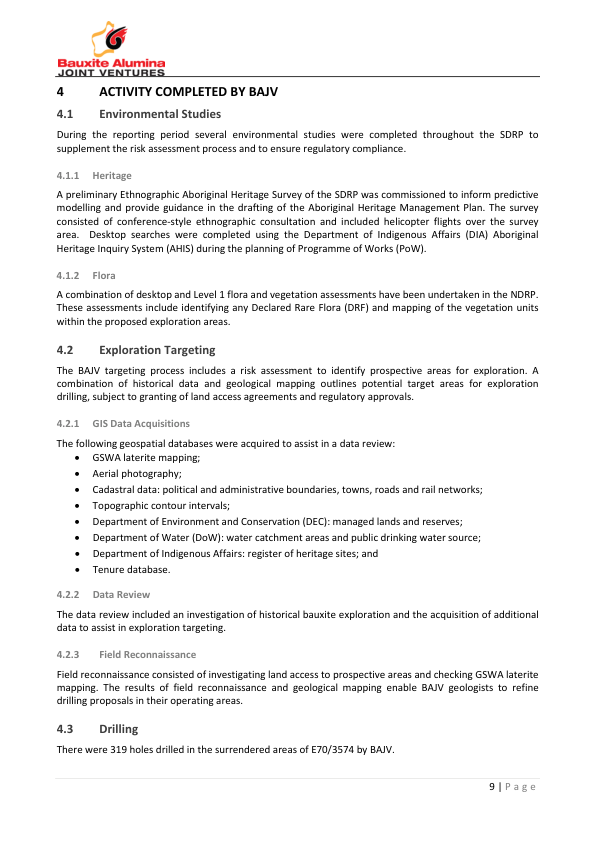 Bauxite Alumina
JOINT VENTURES
4 ACTIVITY COMPLETED BY BAJV
4.1 Environmental Studies
During the reporting period several environmental studies were completed throughout the SDRP to
supplement the risk assessment process and to ensure regulatory compliance.
4.1.1 Heritage
A preliminary Ethnographic Aboriginal Heritage Survey of the SDRP was commissioned to inform predictive
modelling and provide guidance in the drafting of the Aboriginal Heritage Management Plan. The survey
consisted of conference-style ethnographic consultation and included helicopter flights over the survey
area. Desktop searches were completed using the Department of Indigenous Affairs (DIA) Aboriginal
Heritage Inquiry System (AHIS) during the planning of Programme of Works (PoW).
4.1.2 Flora
A combination of desktop and Level 1 flora and vegetation assessments have been undertaken in the NDRP.
These assessments include identifying any Declared Rare Flora (DRF) and mapping of the vegetation units
within the proposed exploration areas.
4.2 Exploration Targeting
The BAJV targeting process includes a risk assessment to identify prospective areas for exploration. A
combination of historical data and geological mapping outlines potential target areas for exploration
drilling, subject to granting of land access agreements and regulatory approvals.
4.2.1 GIS Data Acquisitions
The following geospatial databases were acquired to assist in a data review:
• GSWA laterite mapping;
• Aerial photography;
• Cadastral data: political and administrative boundaries, towns, roads and rail networks;
• Topographic contour intervals;
• Department of Environment and Conservation (DEC): managed lands and reserves;
• Department of Water (DoW): water catchment areas and public drinking water source;
• Department of Indigenous Affairs: register of heritage sites; and
• Tenure database.
4.2.2 Data Review
The data review included an investigation of historical bauxite exploration and the acquisition of additional
data to assist in exploration targeting.
4.2.3 Field Reconnaissance
Field reconnaissance consisted of investigating land access to prospective areas and checking GSWA laterite
mapping. The results of field reconnaissance and geological mapping enable BAJV geologists to refine
drilling proposals in their operating areas.
4.3 Drilling
There were 319 holes drilled in the surrendered areas of E70/3574 by BAJV.
9 | Page